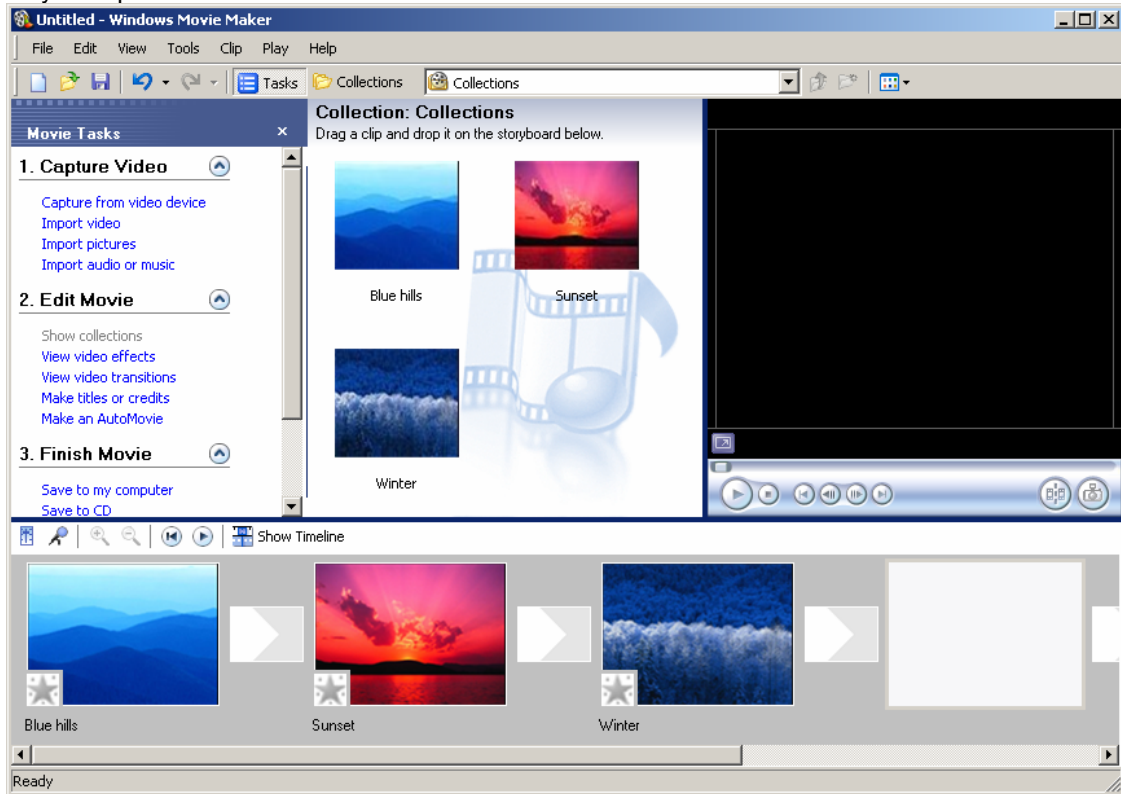 Untitled - Windows Movie Maker
File Edit View Tools Clip Play Help
Tasks Collections Collections
Movie Tasks
1. Capture Video
Capture from video device
Import video
Import pictures
Import audio or music
2. Edit Movie
Show collections
View video effects
View video transitions
Make titles or credits
Make an AutoMovie
3. Finish Movie
Save to my computer
Save to CD
Collection: Collections
Drag a clip and drop it on the storyboard below.
Blue hills
Sunset
Winter
Show Timeline
Blue hills
Sunset
Winter
Ready